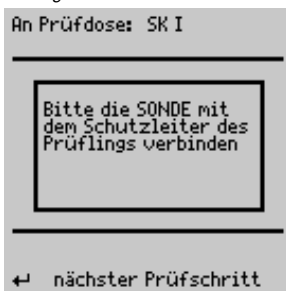 An Prüfdose: SK I
Bitte die SONDE mit
dem Schutzleiter des
Prüflings verbinden
↵ nächster Prüfschritt